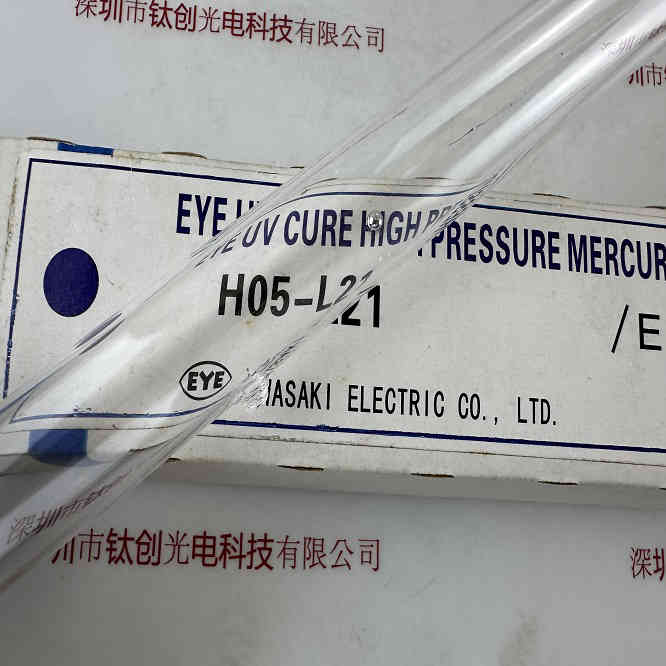 深圳市钛创光电科技有限公司
EYE UV CURE HIGH PRESSURE MERCUR
H05-L21
/E
EYE
ASAKI ELECTRIC CO., LTD.
圳市钛创光电科技有限公司
深圳